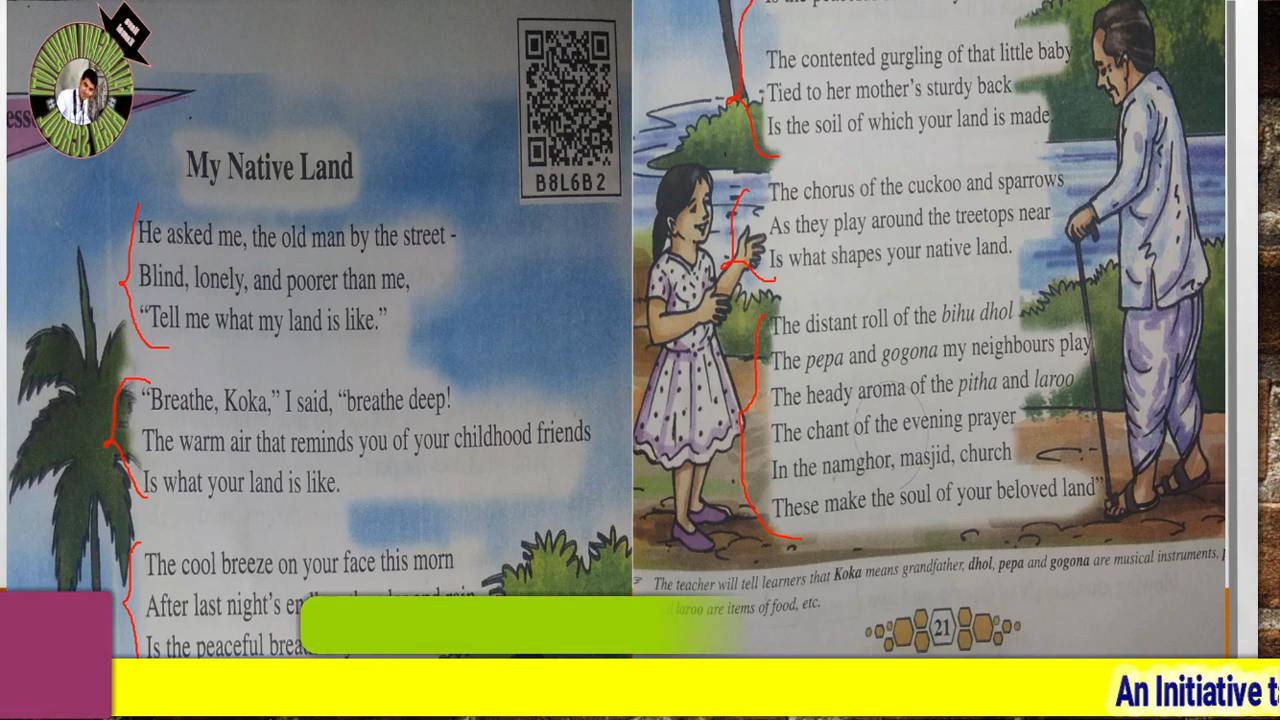 ess
My Native Land
B8L6B2
He asked me, the old man by the street -
Blind, lonely, and poorer than me,
“Tell me what my land is like.”
“Breathe, Koka,” I said, “breathe deep!
The warm air that reminds you of your childhood friends
Is what your land is like.
The cool breeze on your face this morn
After last night's
Is the peaceful
The contented gurgling of that little baby
Tied to her mother's sturdy back
Is the soil of which your land is made.
The chorus of the cuckoo and sparrows
As they play around the treetops near
Is what shapes your native land.
The distant roll of the bihu dhol
The pepa and gogona my neighbours play
The heady aroma of the pitha and laroo
The chant of the evening prayer
In the namghor, masjid, church
These make the soul of your beloved land”
The teacher will tell learners that Koka means grandfather, dhol, pepa and gogona are musical instruments,
laroo are items of food, etc.
21
An Initiative